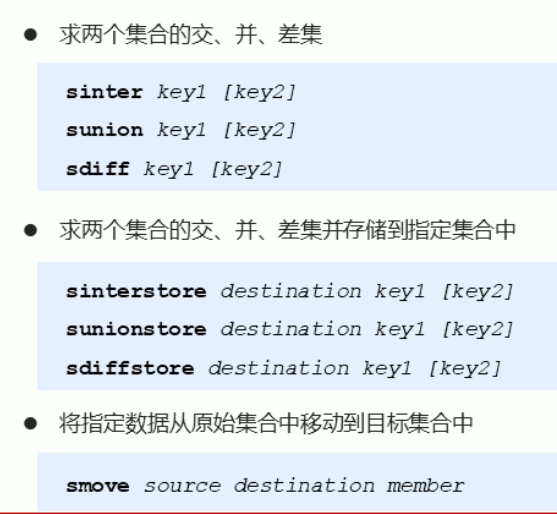 ● 求两个集合的交、并、差集
sinter key1 [key2]
sunion key1 [key2]
sdiff key1 [key2]
● 求两个集合的交、并、差集并存储到指定集合中
sinterstore destination key1 [key2]
sunionstore destination key1 [key2]
sdiffstore destination key1 [key2]
● 将指定数据从原始集合中移动到目标集合中
smove source destination member